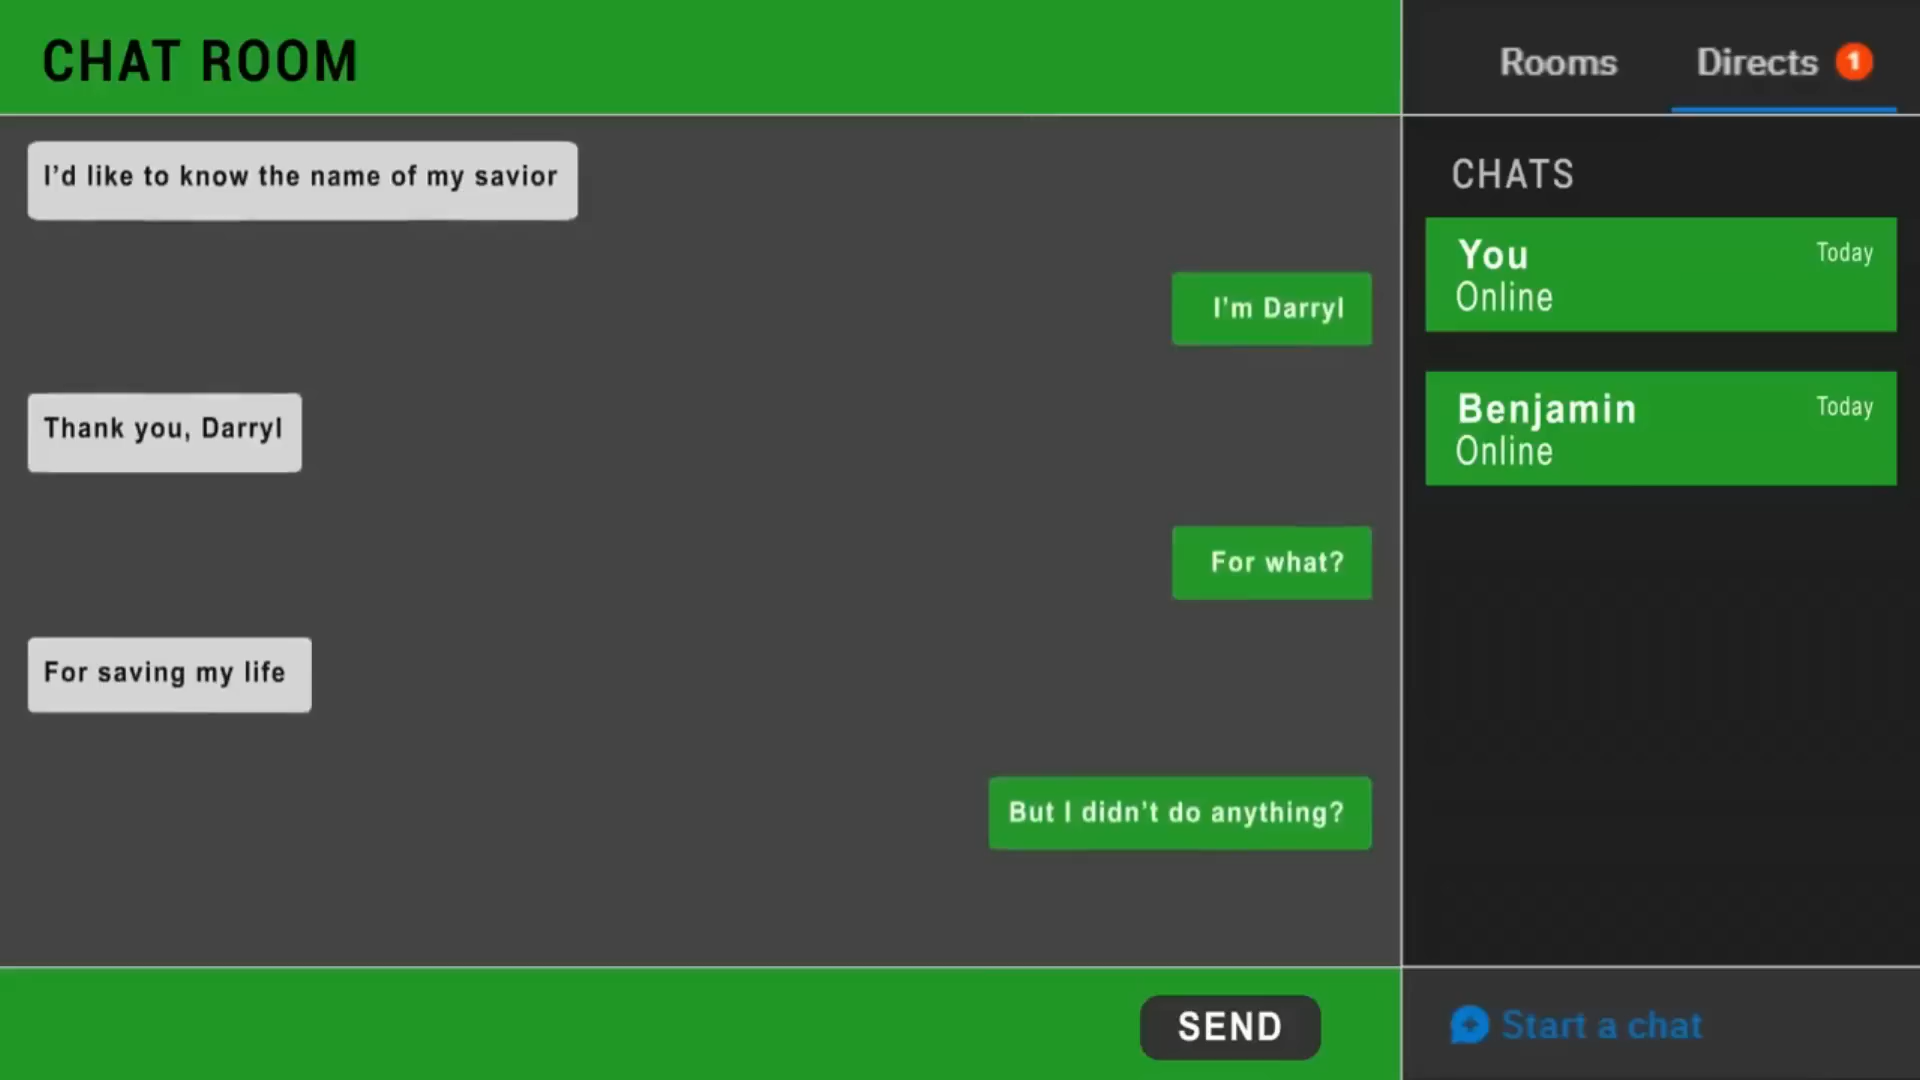 CHAT ROOM
Rooms
Directs 1
I'd like to know the name of my savior
I'm Darryl
Thank you, Darryl
For what?
For saving my life
But I didn't do anything?
SEND
CHATS
You
Today
Online
Benjamin
Today
Online
Start a chat